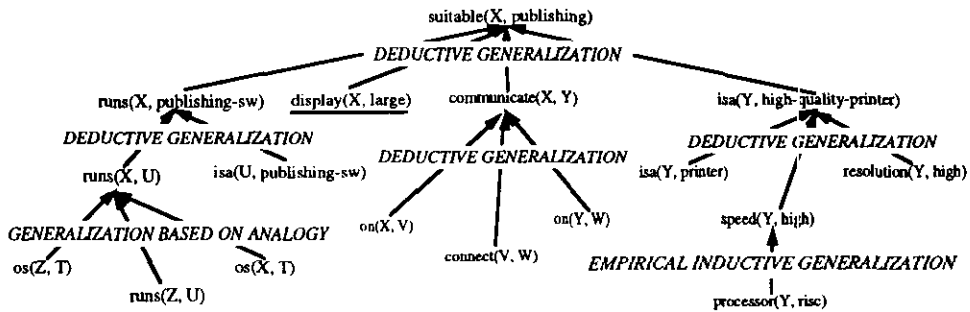 suitable(X, publishing)
DEDUCTIVE GENERALIZATION
runs(X, publishing-sw)
display(X, large)
communicate(X, Y)
isa(Y, high-quality-printer)
DEDUCTIVE GENERALIZATION
DEDUCTIVE GENERALIZATION
DEDUCTIVE GENERALIZATION
runs(X, U)
isa(U, publishing-sw)
isa(Y, printer)
resolution(Y, high)
on(X, V)
on(Y, W)
speed(Y, high)
GENERALIZATION BASED ON ANALOGY
connect(V, W)
os(Z, T)
os(X, T)
EMPIRICAL INDUCTIVE GENERALIZATION
runs(Z, U)
processor(Y, risc)